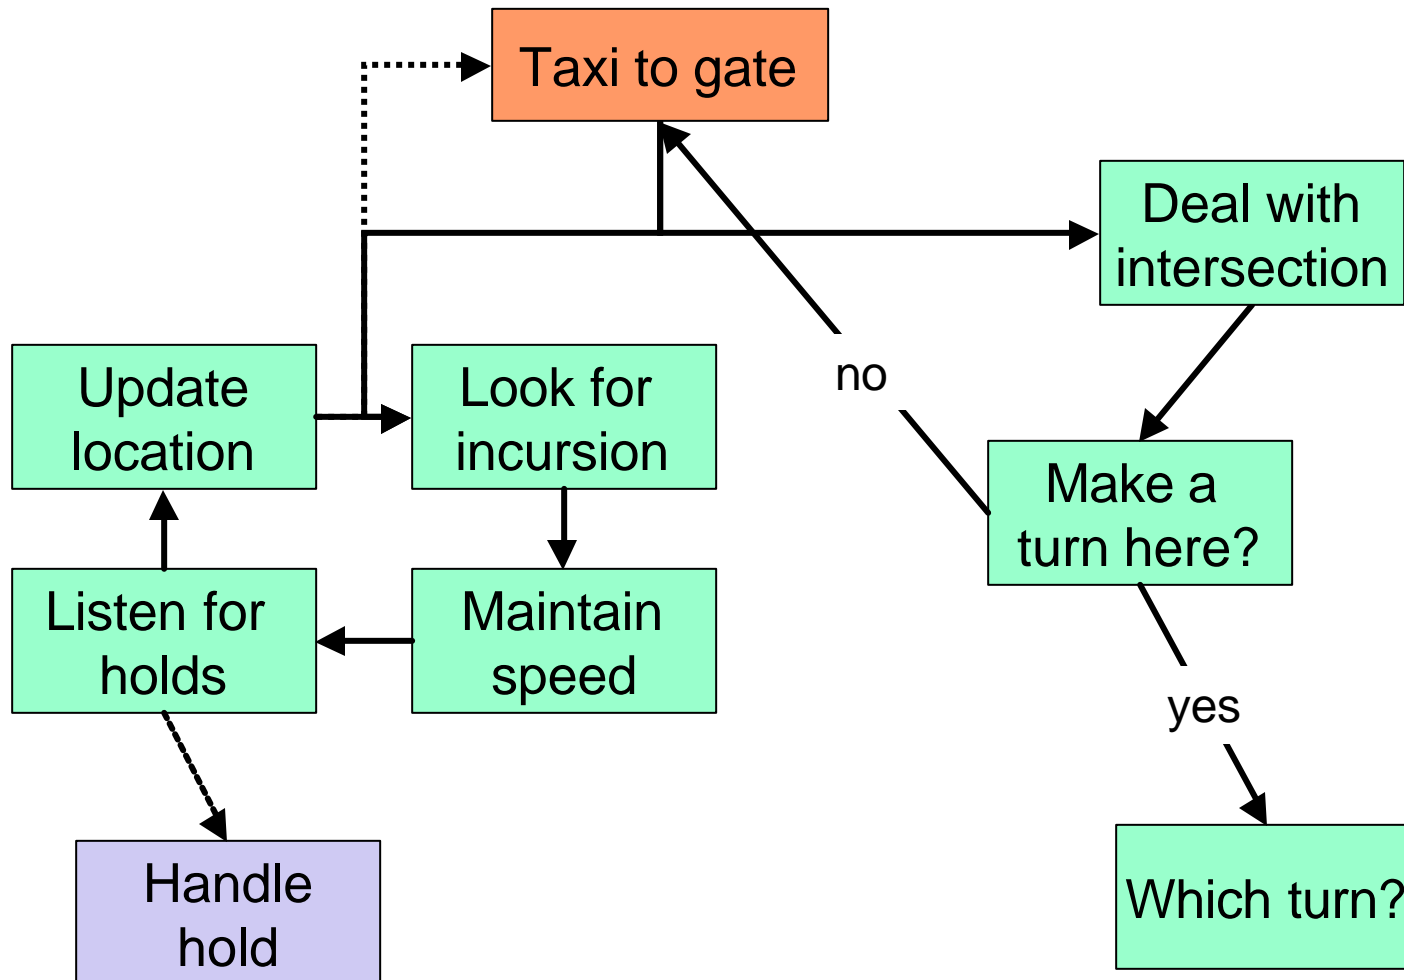 Taxi to gate
Deal with
intersection
no
Update
location
Look for
incursion
Make a
turn here?
Listen for
holds
Maintain
speed
yes
Handle
hold
Which turn?